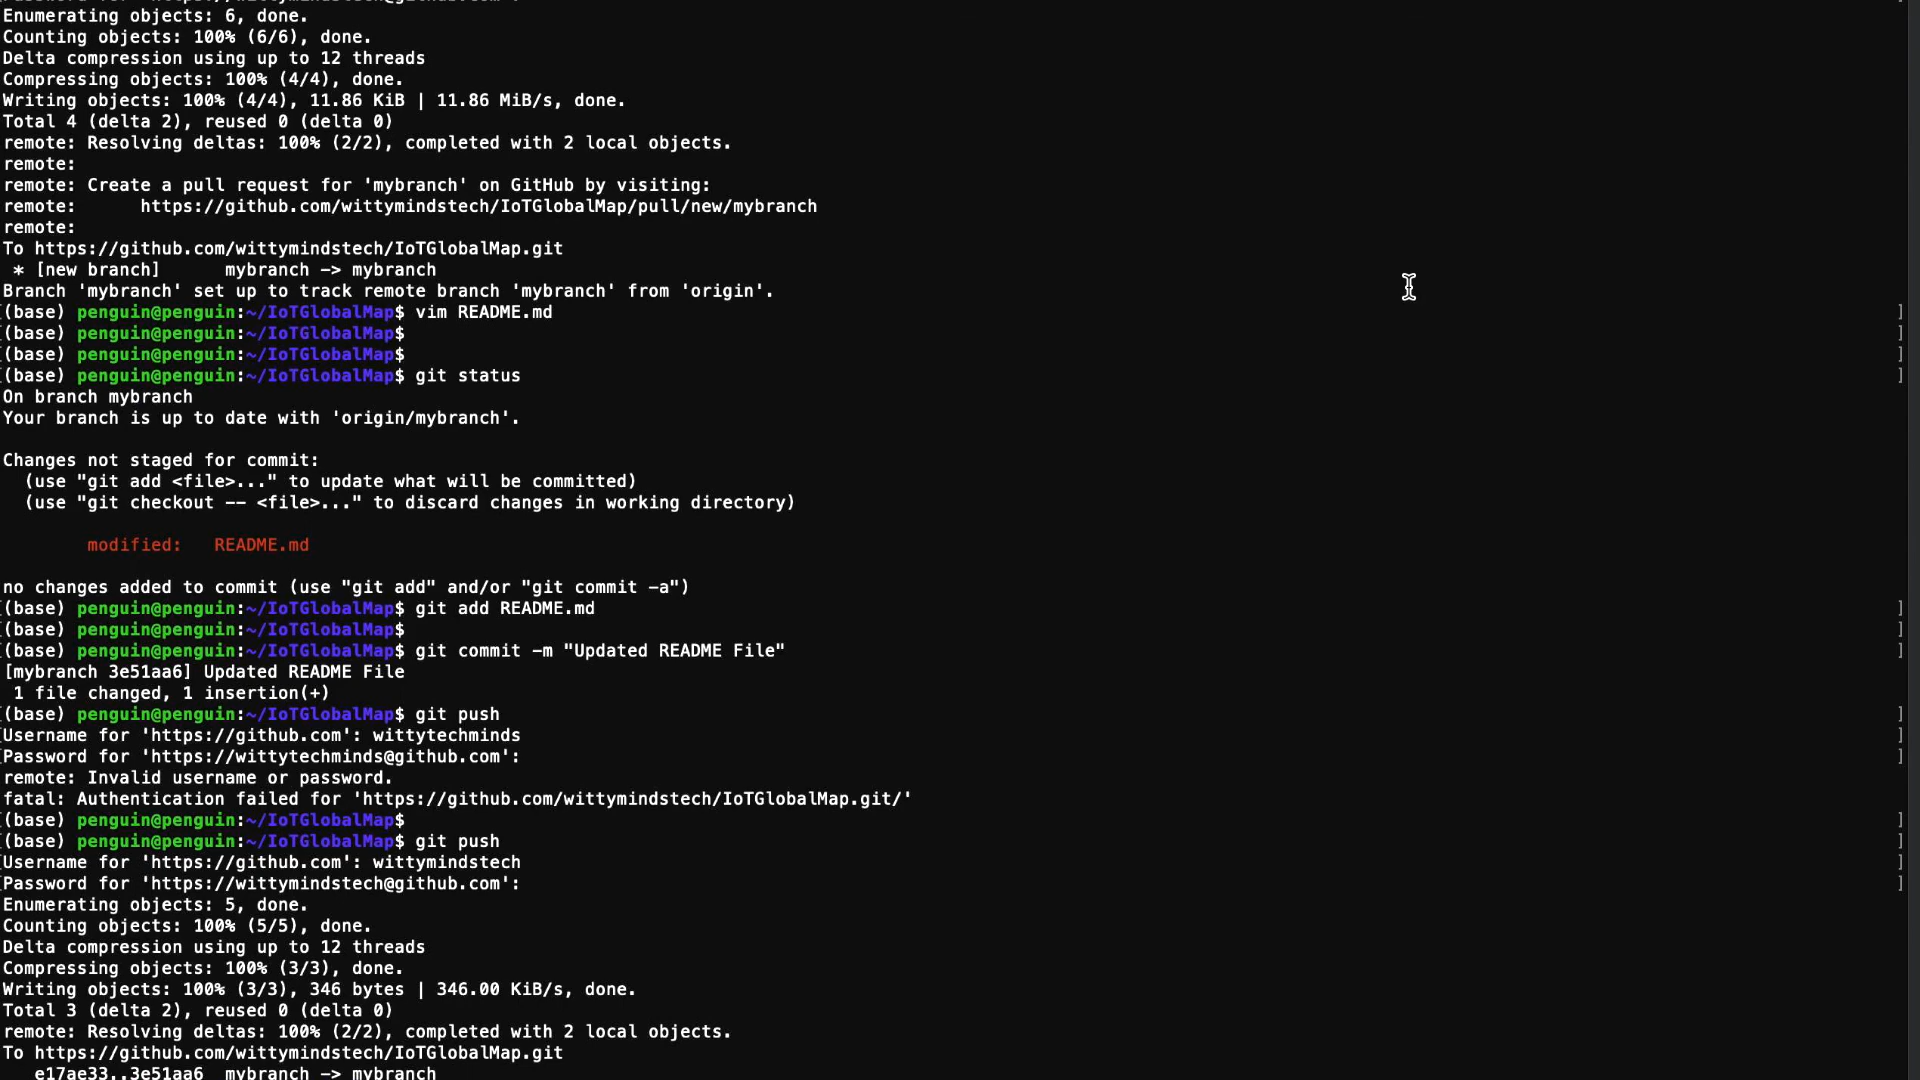 Enumerating objects: 6, done.
Counting objects: 100% (6/6), done.
Delta compression using up to 12 threads
Compressing objects: 100% (4/4), done.
Writing objects: 100% (4/4), 11.86 KiB | 11.86 MiB/s, done.
Total 4 (delta 2), reused 0 (delta 0)
remote: Resolving deltas: 100% (2/2), completed with 2 local objects.
remote:
remote: Create a pull request for 'mybranch' on GitHub by visiting:
remote:      https://github.com/wittymindstech/IoTGlobalMap/pull/new/mybranch
remote:
To https://github.com/wittymindstech/IoTGlobalMap.git
 * [new branch]      mybranch -> mybranch
Branch 'mybranch' set up to track remote branch 'mybranch' from 'origin'.
[(base) penguin@penguin:~/IoTGlobalMap$ vim README.md ]
[(base) penguin@penguin:~/IoTGlobalMap$ ]
[(base) penguin@penguin:~/IoTGlobalMap$ ]
[(base) penguin@penguin:~/IoTGlobalMap$ git status ]
On branch mybranch
Your branch is up to date with 'origin/mybranch'.
Changes not staged for commit:
  (use "git add <file>..." to update what will be committed)
  (use "git checkout -- <file>..." to discard changes in working directory)
        modified:   README.md
no changes added to commit (use "git add" and/or "git commit -a")
[(base) penguin@penguin:~/IoTGlobalMap$ git add README.md ]
[(base) penguin@penguin:~/IoTGlobalMap$ ]
[(base) penguin@penguin:~/IoTGlobalMap$ git commit -m "Updated README File" ]
[mybranch 3e51aa6] Updated README File
 1 file changed, 1 insertion(+)
[(base) penguin@penguin:~/IoTGlobalMap$ git push ]
[Username for 'https://github.com': wittytechminds ]
[Password for 'https://wittytechminds@github.com': ]
remote: Invalid username or password.
fatal: Authentication failed for 'https://github.com/wittymindstech/IoTGlobalMap.git/'
[(base) penguin@penguin:~/IoTGlobalMap$ ]
[(base) penguin@penguin:~/IoTGlobalMap$ git push ]
[Username for 'https://github.com': wittymindstech ]
[Password for 'https://wittymindstech@github.com': ]
Enumerating objects: 5, done.
Counting objects: 100% (5/5), done.
Delta compression using up to 12 threads
Compressing objects: 100% (3/3), done.
Writing objects: 100% (3/3), 346 bytes | 346.00 KiB/s, done.
Total 3 (delta 2), reused 0 (delta 0)
remote: Resolving deltas: 100% (2/2), completed with 2 local objects.
To https://github.com/wittymindstech/IoTGlobalMap.git
   e17ae33..3e51aa6  mybranch -> mybranch